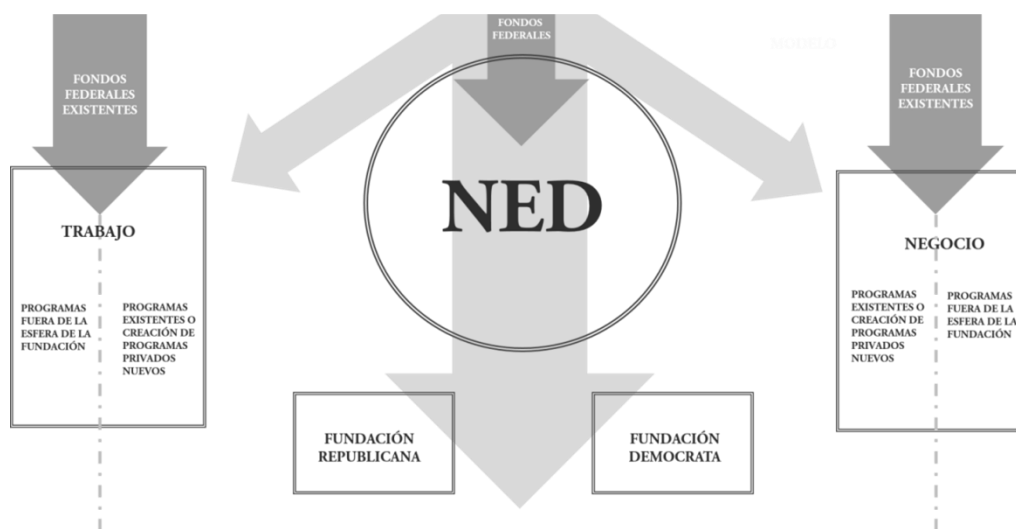 FONDOS
FEDERALES
MODELO
FONDOS
FEDERALES
EXISTENTES
FONDOS
FEDERALES
EXISTENTES
NED
TRABAJO
NEGOCIO
PROGRAMAS
FUERA DE LA
ESFERA DE LA
FUNDACIÓN
PROGRAMAS
EXISTENTES O
CREACIÓN DE
PROGRAMAS
PRIVADOS
NUEVOS
PROGRAMAS
EXISTENTES O
CREACIÓN DE
PROGRAMAS
PRIVADOS
NUEVOS
PROGRAMAS
FUERA DE LA
ESFERA DE LA
FUNDACIÓN
FUNDACIÓN
REPUBLICANA
FUNDACIÓN
DEMOCRATA